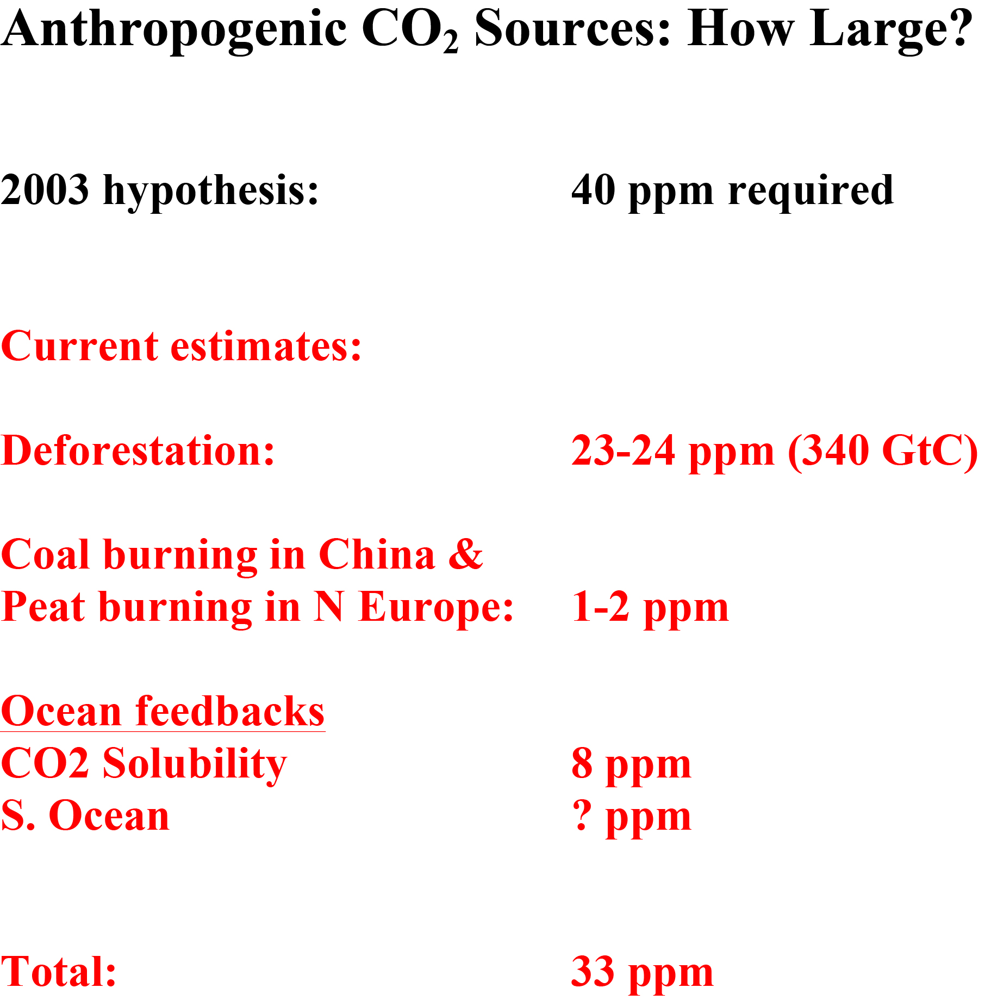 Anthropogenic CO₂ Sources: How Large?
2003 hypothesis: 40 ppm required
Current estimates:
Deforestation: 23-24 ppm (340 GtC)
Coal burning in China &
Peat burning in N Europe: 1-2 ppm
Ocean feedbacks
CO2 Solubility 8 ppm
S. Ocean ? ppm
Total: 33 ppm